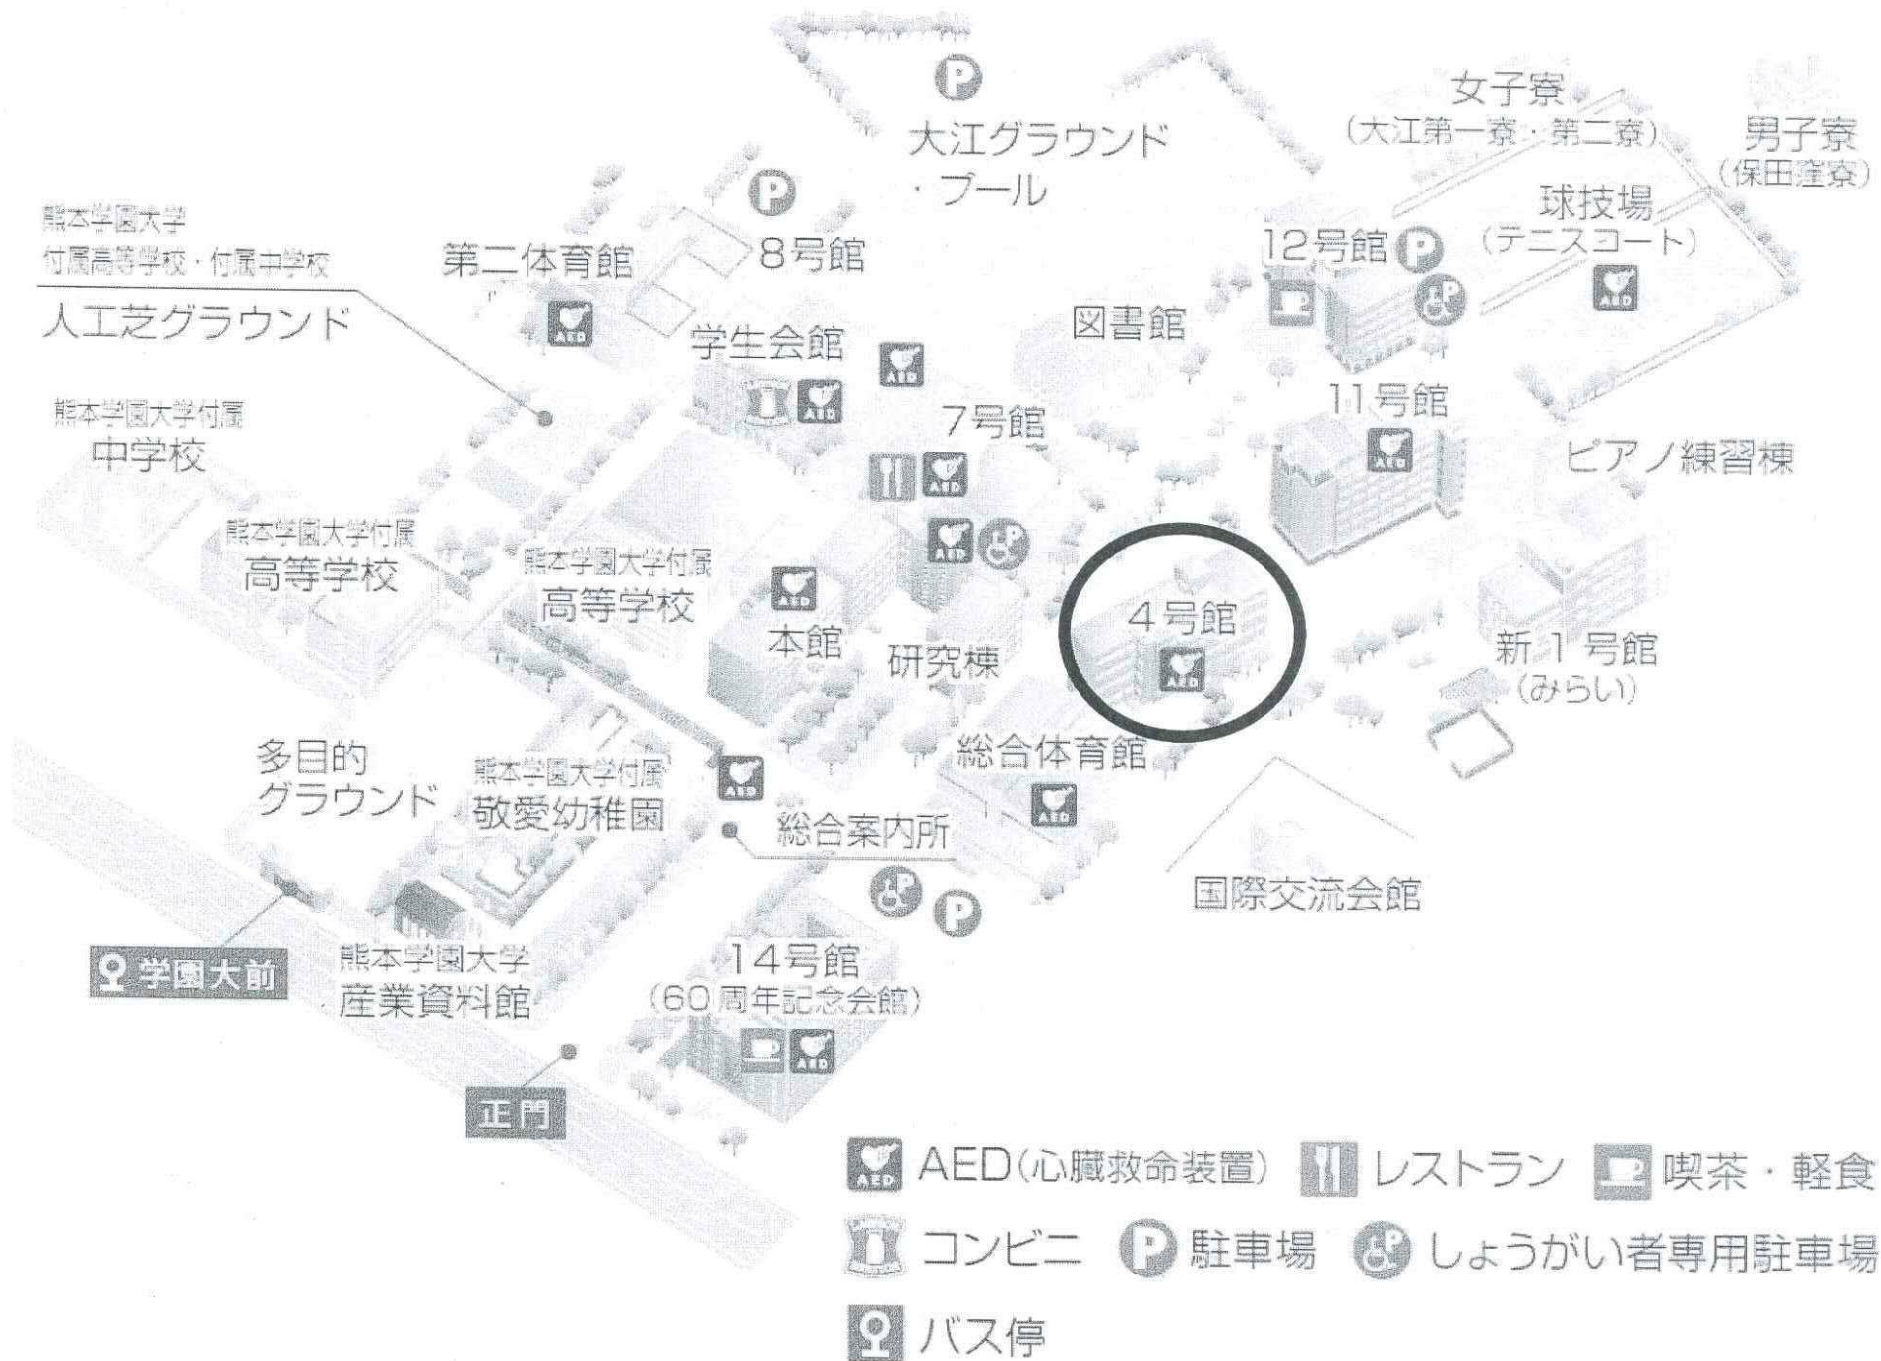 大江グラウンド
・プール
女子寮
(大江第一寮・第二寮)
男子寮
(保田窪寮)
球技場
(テニスコート)
熊本学園大学
付属高等学校・付属中学校
人工芝グラウンド
第二体育館
AED
8号館
12号館
AED
学生会館
AED
AED
図書館
7号館
AED
11号館
AED
ピアノ練習棟
熊本学園大学付属
中学校
熊本学園大学付属
高等学校
熊本学園大学付属
高等学校
AED
本館
AED
研究棟
4号館
AED
新1号館
(みらい)
多目的
グラウンド
熊本学園大学付属
敬愛幼稚園
AED
総合案内所
総合体育館
AED
国際交流会館
学園大前
熊本学園大学
産業資料館
14号館
(60周年記念会館)
AED
正門
P
P
P
P
P
P
P
AED AED(心臓救命装置) レストラン 喫茶・軽食
コンビニ P 駐車場 P しょうがい者専用駐車場
バス停